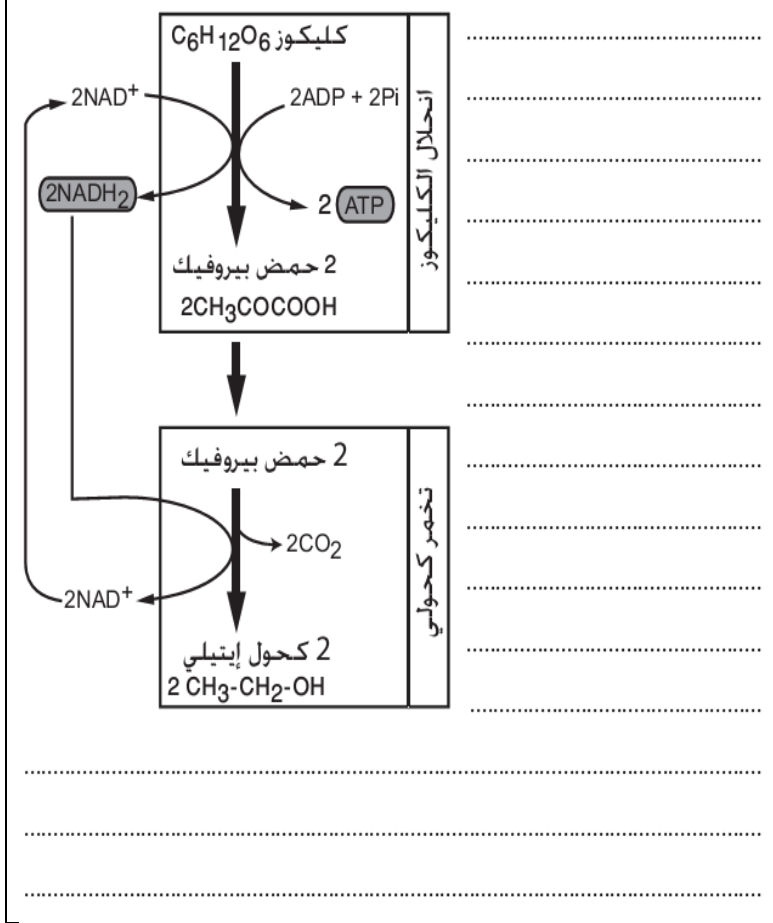 كليكوز C6H12O6
2NAD+
2ADP + 2Pi
2NADH2
2 ATP
انحلال الكليكوز
2 حمض بيروفيك
2CH3COCOOH
2 حمض بيروفيك
2CO2
2NAD+
تخمر كحولي
2 كحول إيتيلي
2 CH3-CH2-OH